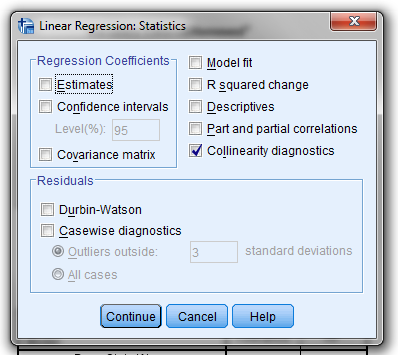 Linear Regression: Statistics
Regression Coefficients
Estimates
Confidence intervals
Level(%): 95
Covariance matrix
Model fit
R squared change
Descriptives
Part and partial correlations
Collinearity diagnostics
Residuals
Durbin-Watson
Casewise diagnostics
Outliers outside: 3 standard deviations
All cases
Continue Cancel Help